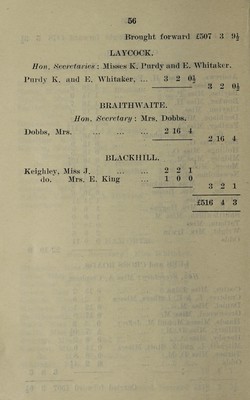 56
Brought forward £507 3 9½
LAYCOCK.
Hon. Secretaries: Misses K. Purdy and E. Whitaker.
Purdy K. and E. Whitaker, ... 3 2 0½
3 2 0½
BRAITHWAITE.
Hon. Secretary: Mrs. Dobbs.
Dobbs, Mrs. ... ... ... 2 16 4
2 16 4
BLACKHILL.
Keighley, Miss J. ... ... 2 2 1
do. Mrs. E. King ... 1 0 0
3 2 1
£516 4 3